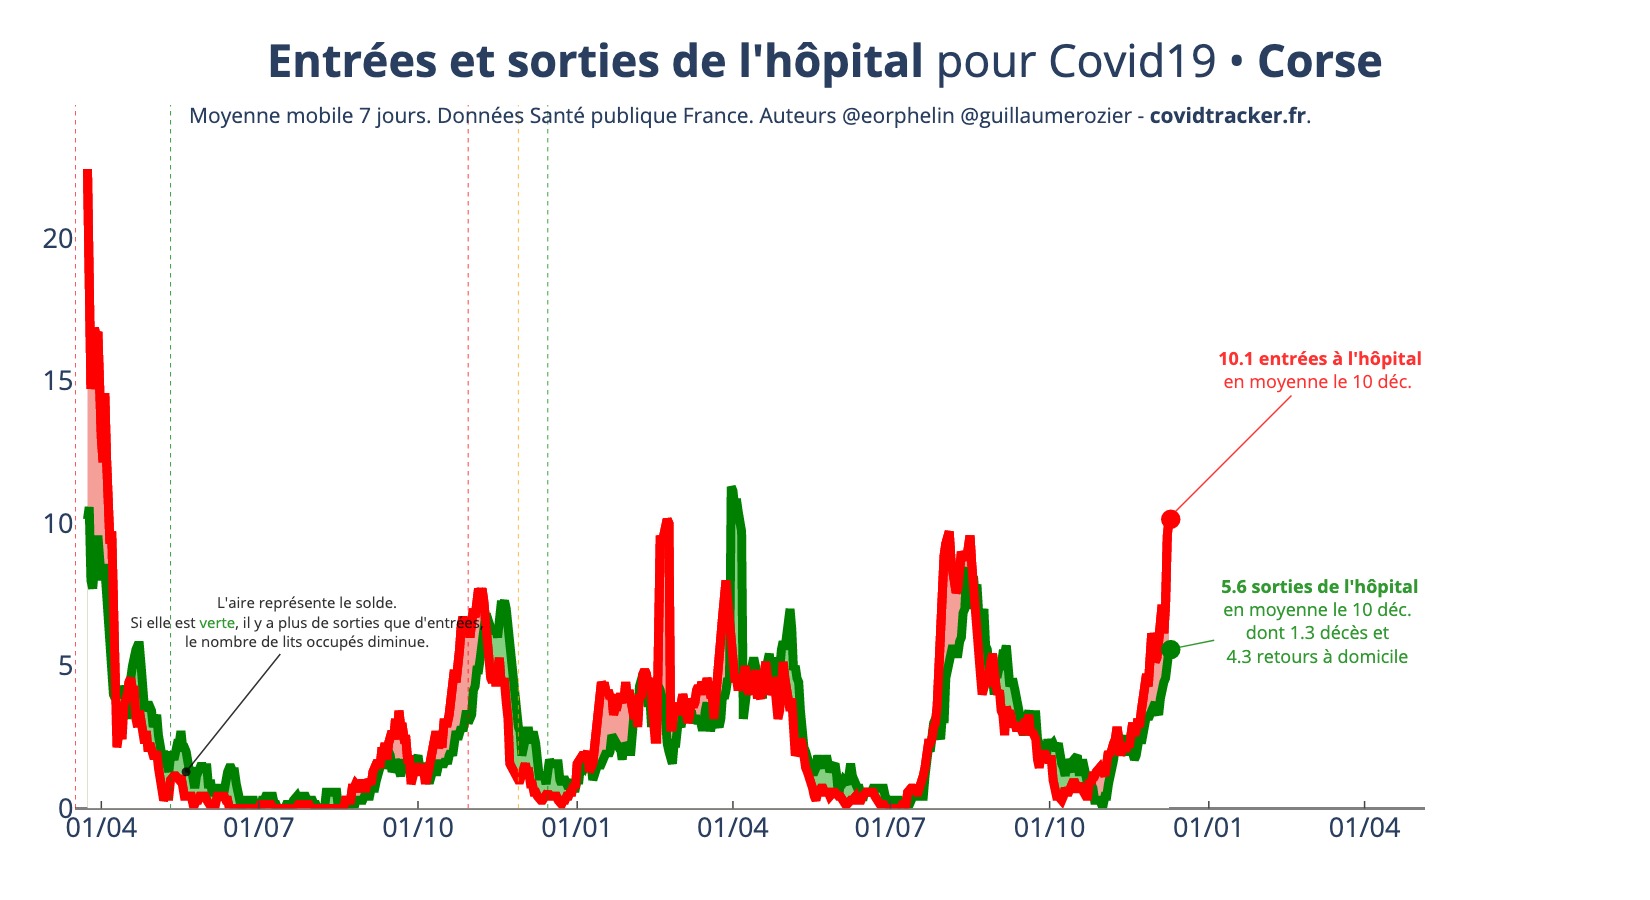 Entrées et sorties de l'hôpital pour Covid19 • Corse
Moyenne mobile 7 jours. Données Santé publique France. Auteurs @eorphelin @guillaumerozier - covidtracker.fr.
20
15
10
5
0
10.1 entrées à l'hôpital
en moyenne le 10 déc.
5.6 sorties de l'hôpital
en moyenne le 10 déc.
dont 1.3 décès et
4.3 retours à domicile
L'aire représente le solde.
Si elle est verte, il y a plus de sorties que d'entrées,
le nombre de lits occupés diminue.
01/04 01/07 01/10 01/01 01/04 01/07 01/10 01/01 01/04